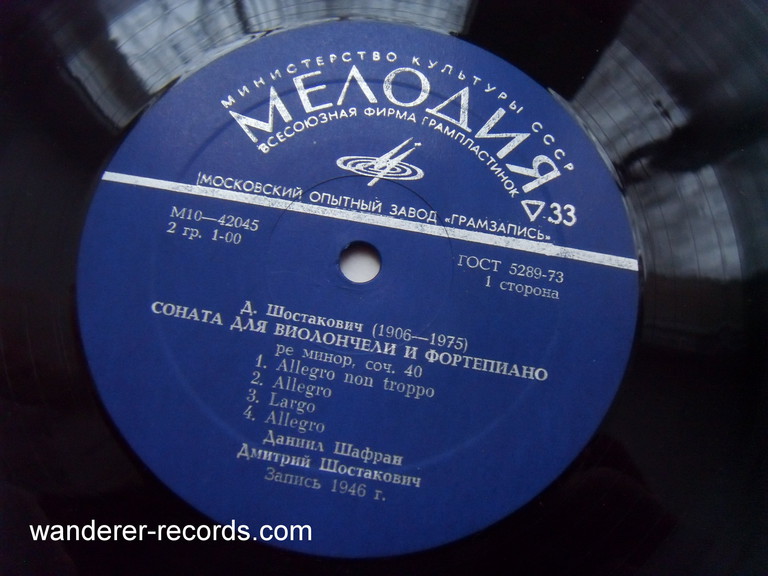 МИНИСТЕРСТВО КУЛЬТУРЫ СССР
МЕЛОДИЯ
ВСЕСОЮЗНАЯ ФИРМА ГРАМПЛАСТИНОК
33
МОСКОВСКИЙ ОПЫТНЫЙ ЗАВОД «ГРАМЗАПИСЬ»
М10—42045
2 гр. 1-00
ГОСТ 5289-73
1 сторона
Д. Шостакович (1906—1975)
СОНАТА ДЛЯ ВИОЛОНЧЕЛИ И ФОРТЕПИАНО
ре минор, соч. 40
1. Allegro non troppo
2. Allegro
3. Largo
4. Allegro
Даниил Шафран
Дмитрий Шостакович
Запись 1946 г.
wanderer-records.com